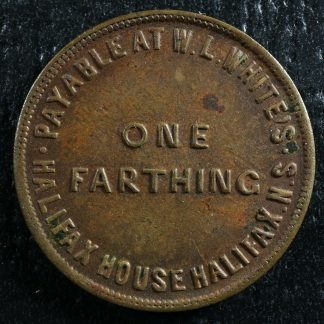 · PAYABLE AT W. L. WHITE'S ·
HALIFAX HOUSE HALIFAX. N S
ONE
FARTHING